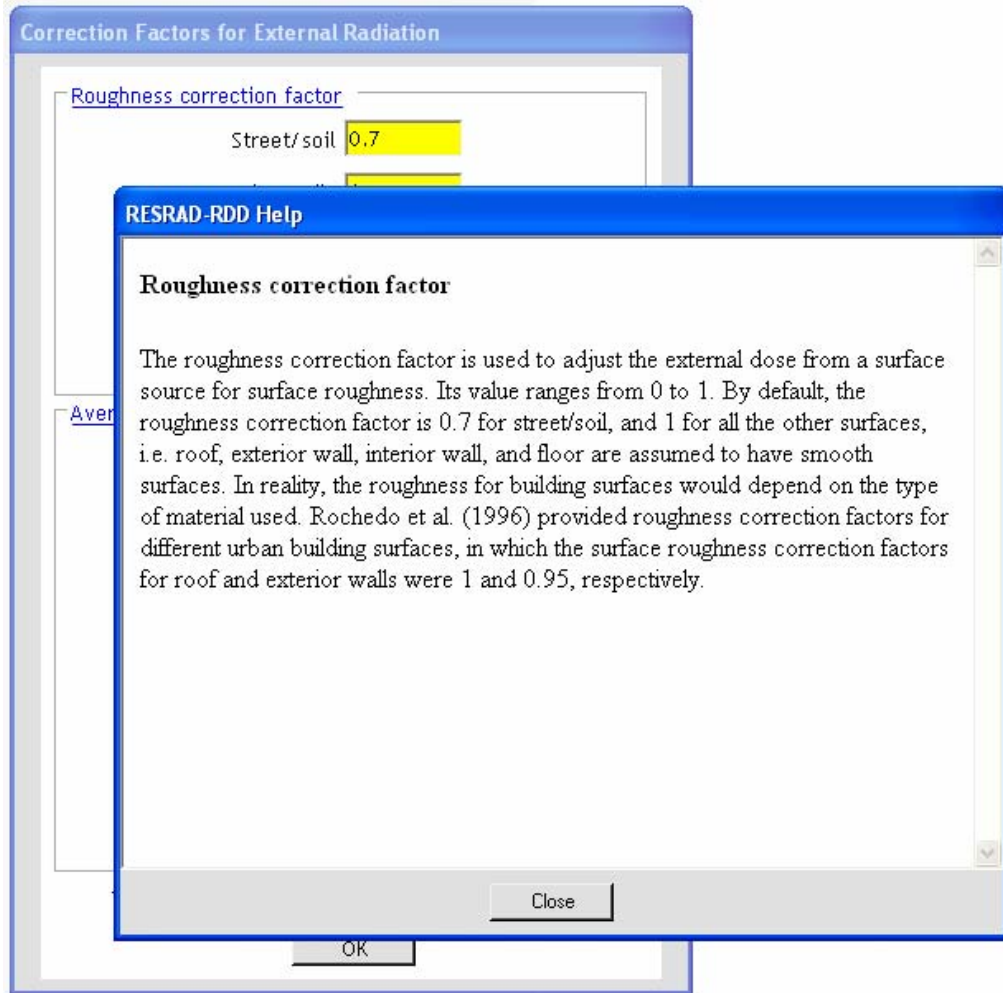 Correction Factors for External Radiation
Roughness correction factor
Street/soil 0.7
RESRAD-RDD Help
Roughness correction factor
The roughness correction factor is used to adjust the external dose from a surface
source for surface roughness. Its value ranges from 0 to 1. By default, the
roughness correction factor is 0.7 for street/soil, and 1 for all the other surfaces,
i.e. roof, exterior wall, interior wall, and floor are assumed to have smooth
surfaces. In reality, the roughness for building surfaces would depend on the type
of material used. Rochedo et al. (1996) provided roughness correction factors for
different urban building surfaces, in which the surface roughness correction factors
for roof and exterior walls were 1 and 0.95, respectively.
Close
OK